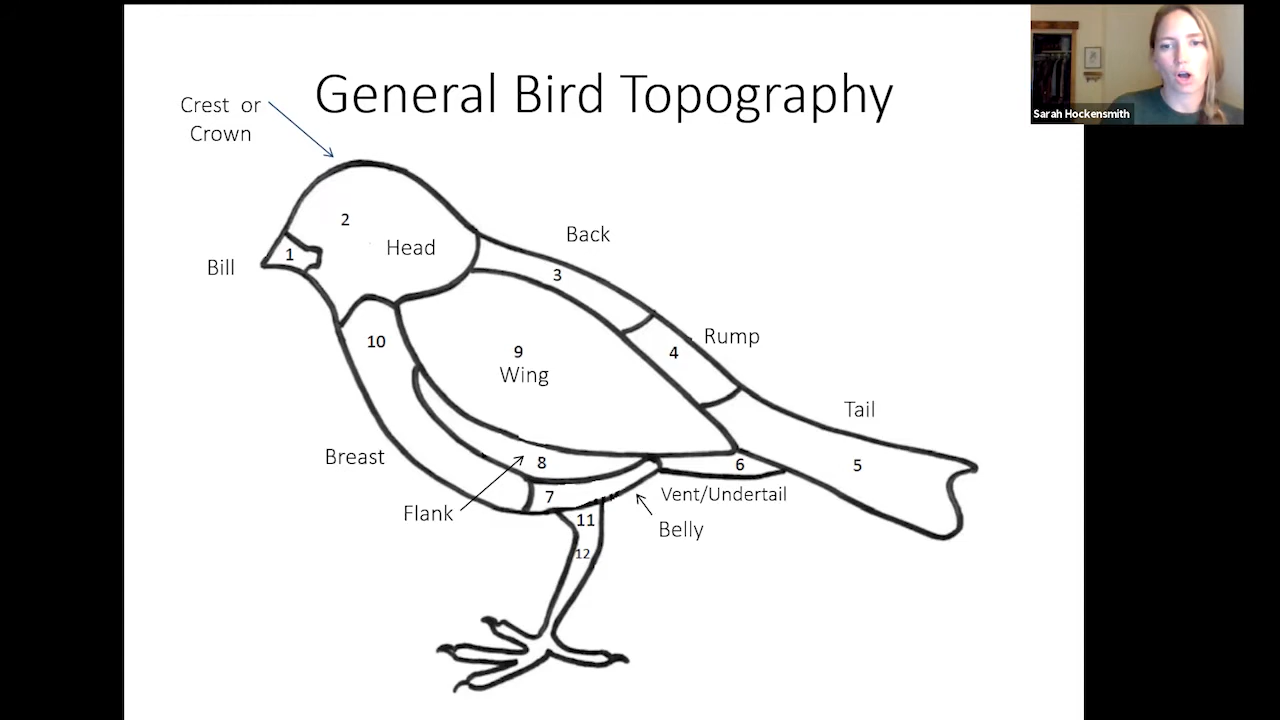 General Bird Topography
Crest or
Crown
2
Head
Bill
1
Back
3
Rump
4
10
9
Wing
Tail
5
Breast
8
6
Flank
7
Vent/Undertail
Belly
11
12
Sarah Hockensmith